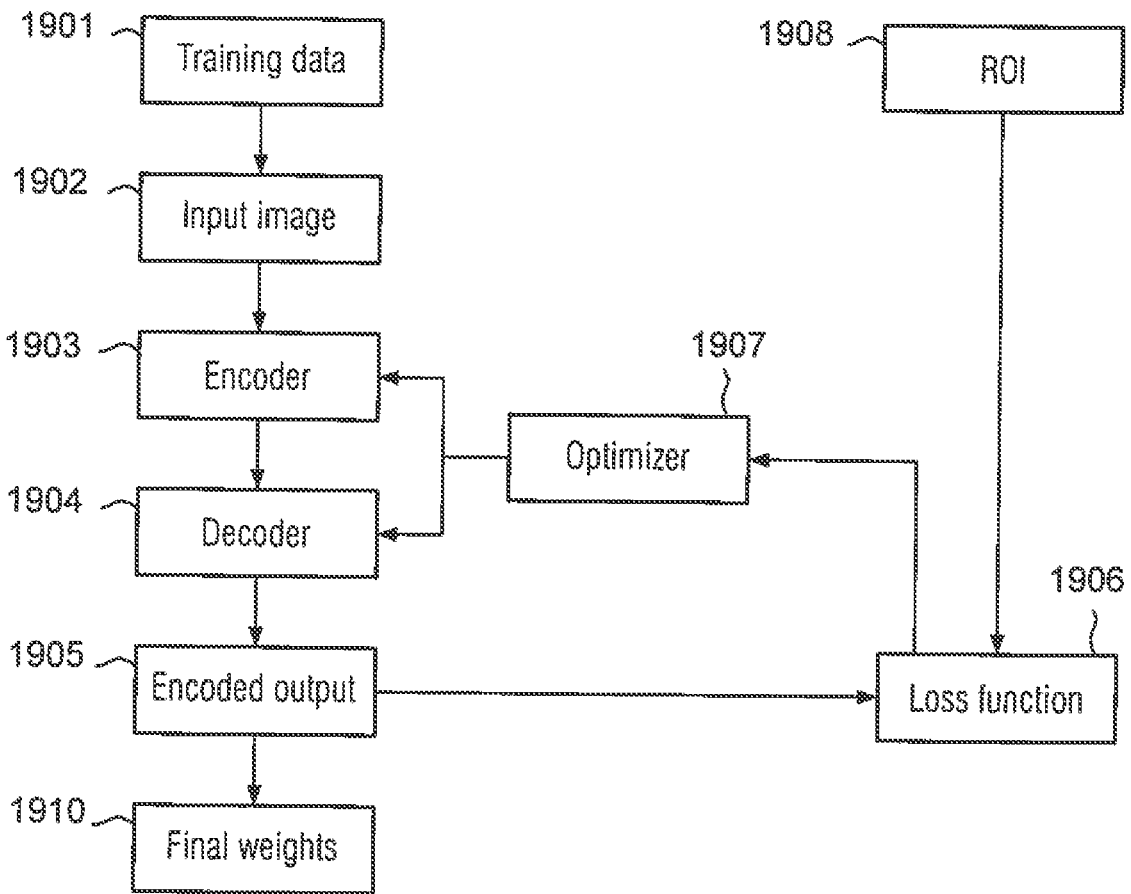 1901
Training data
1908
ROI
1902
Input image
1903
Encoder
1907
Optimizer
1904
Decoder
1906
Loss function
1905
Encoded output
1910
Final weights